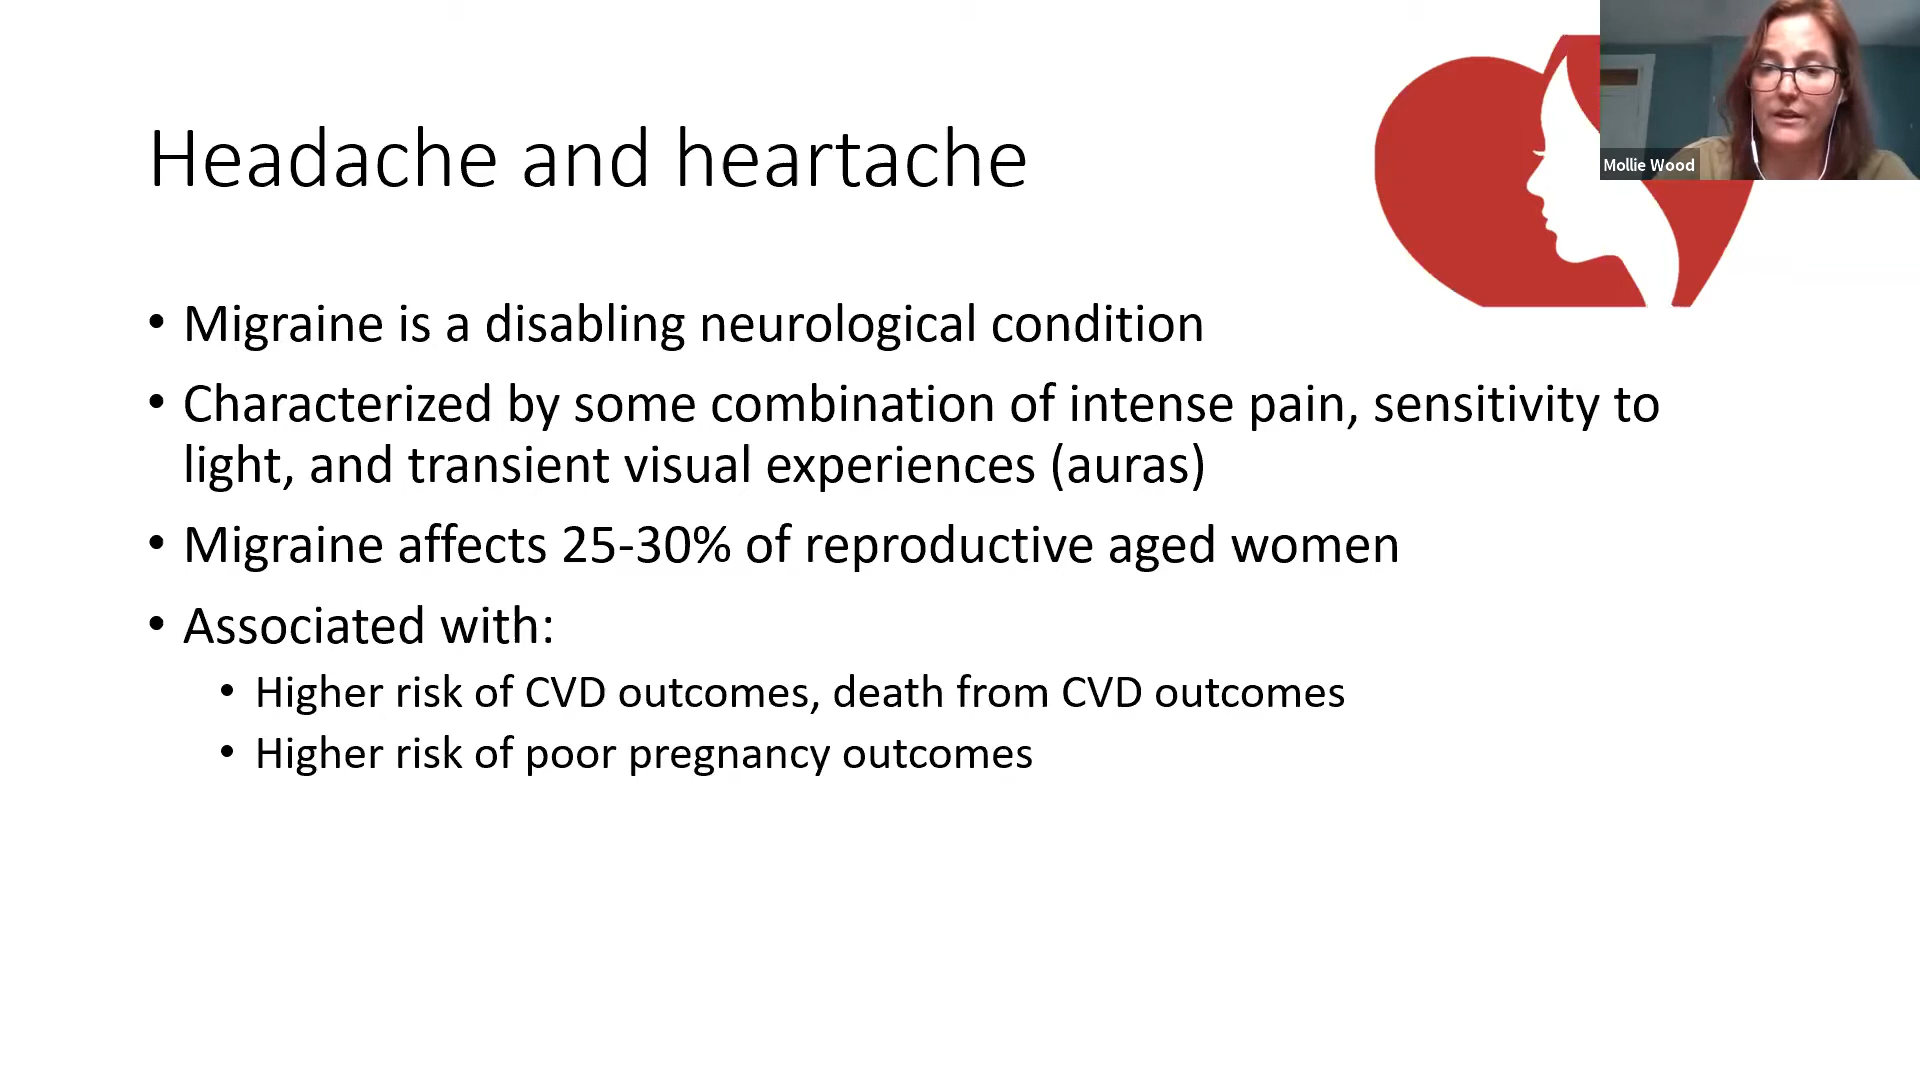 Headache and heartache
Mollie Wood
• Migraine is a disabling neurological condition
• Characterized by some combination of intense pain, sensitivity to
light, and transient visual experiences (auras)
• Migraine affects 25-30% of reproductive aged women
• Associated with:
• Higher risk of CVD outcomes, death from CVD outcomes
• Higher risk of poor pregnancy outcomes